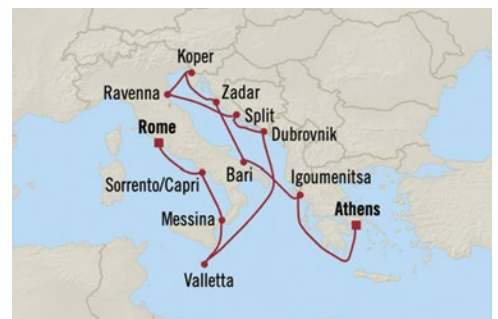 Koper
Ravenna
Zadar
Split
Rome
Dubrovnik
Sorrento/Capri
Bari
Igoumenitsa
Athens
Messina
Valletta